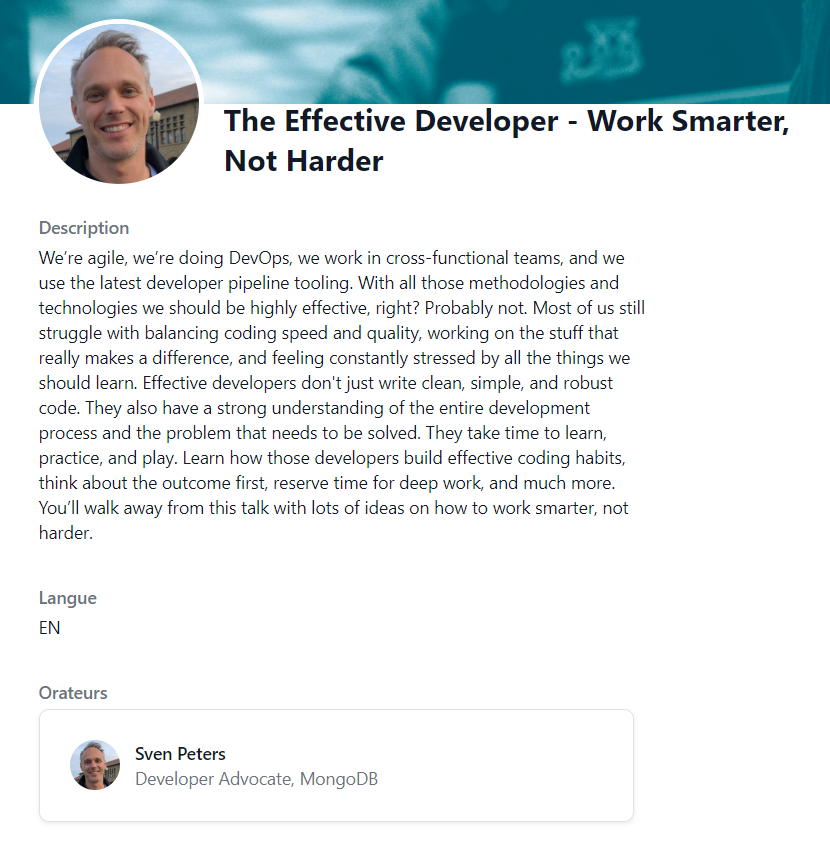 The Effective Developer - Work Smarter,
Not Harder
Description
We’re agile, we’re doing DevOps, we work in cross-functional teams, and we
use the latest developer pipeline tooling. With all those methodologies and
technologies we should be highly effective, right? Probably not. Most of us still
struggle with balancing coding speed and quality, working on the stuff that
really makes a difference, and feeling constantly stressed by all the things we
should learn. Effective developers don't just write clean, simple, and robust
code. They also have a strong understanding of the entire development
process and the problem that needs to be solved. They take time to learn,
practice, and play. Learn how those developers build effective coding habits,
think about the outcome first, reserve time for deep work, and much more.
You’ll walk away from this talk with lots of ideas on how to work smarter, not
harder.
Langue
EN
Orateurs
Sven Peters
Developer Advocate, MongoDB